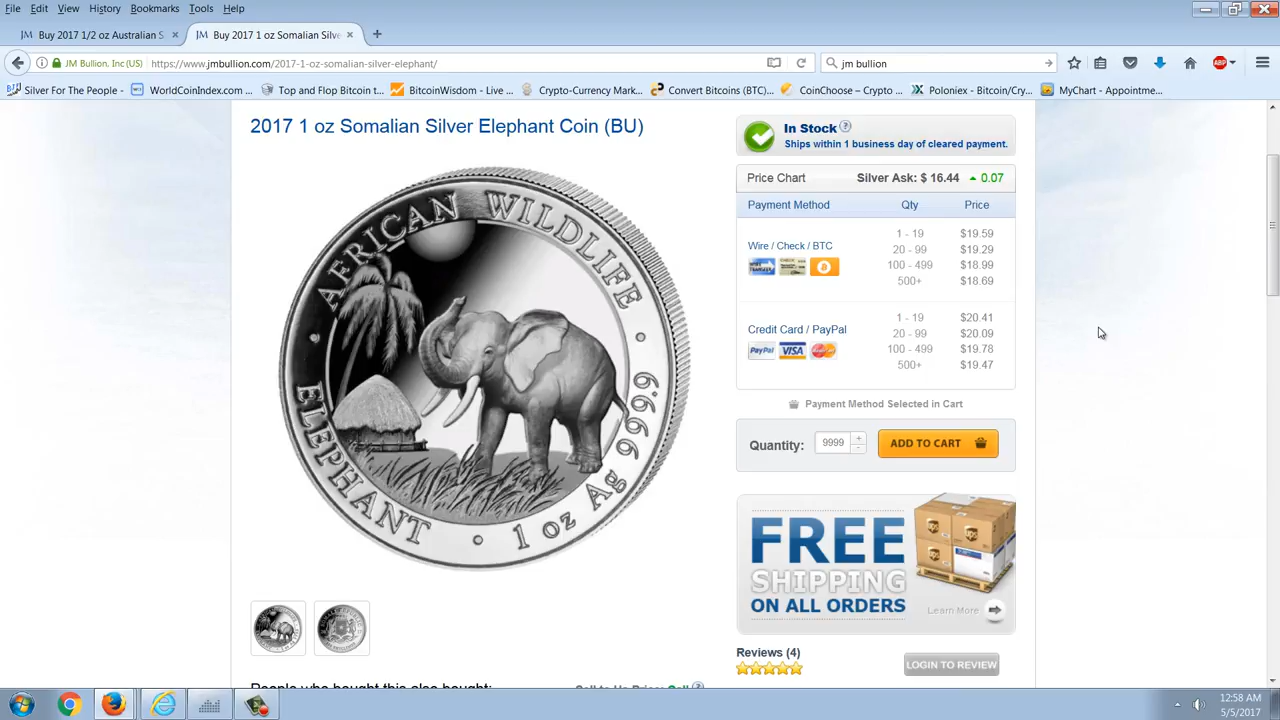 File Edit View History Bookmarks Tools Help
Buy 2017 1/2 oz Australian S
Buy 2017 1 oz Somalian Silve
JM Bullion, Inc (US) https://www.jmbullion.com/2017-1-oz-somalian-silver-elephant/
jm bullion
ABP
Silver For The People - ...
WorldCoinIndex.com ...
Top and Flop Bitcoin t...
BitcoinWisdom - Live ...
Crypto-Currency Mark...
Convert Bitcoins (BTC)...
CoinChoose – Crypto ...
Poloniex - Bitcoin/Cry...
MyChart - Appointme...
2017 1 oz Somalian Silver Elephant Coin (BU)
AFRICAN WILDLIFE
ELEPHANT
1 oz Ag 999.9
In Stock
Ships within 1 business day of cleared payment.
Price Chart Silver Ask: $ 16.44 ▲ 0.07
Payment Method Qty Price
Wire / Check / BTC
1 - 19 $19.59
20 - 99 $19.29
100 - 499 $18.99
500+ $18.69
Credit Card / PayPal
PayPal VISA
1 - 19 $20.41
20 - 99 $20.09
100 - 499 $19.78
500+ $19.47
Payment Method Selected in Cart
Quantity: 9999 ADD TO CART
FREE
SHIPPING
ON ALL ORDERS
Learn More
Reviews (4)
LOGIN TO REVIEW
12:58 AM
5/5/2017